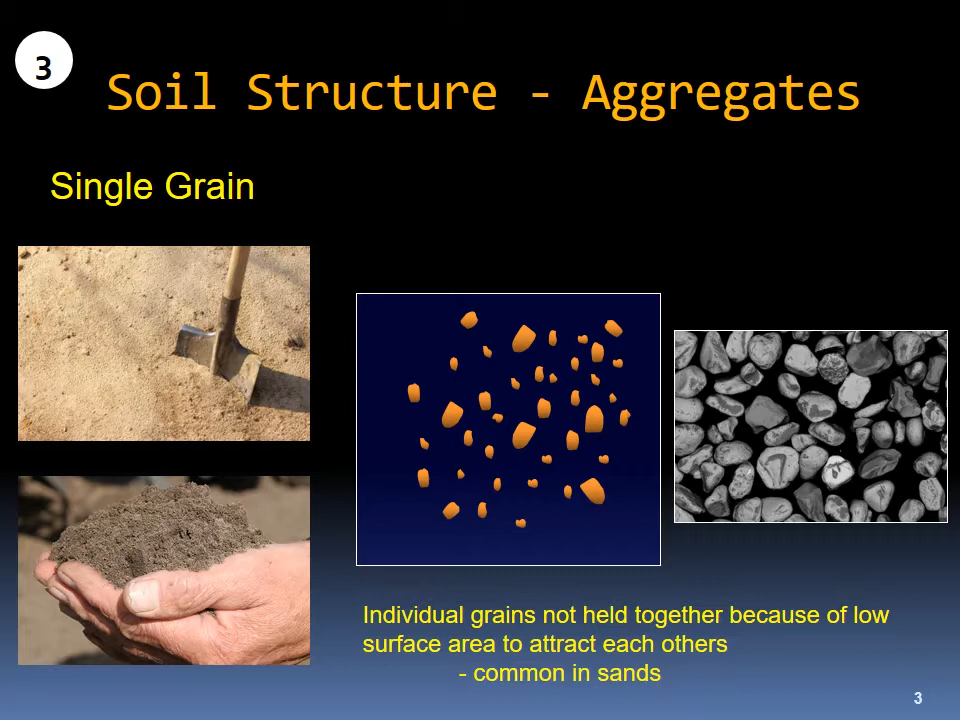 3
Soil Structure - Aggregates
Single Grain
Individual grains not held together because of low
surface area to attract each others
- common in sands
3